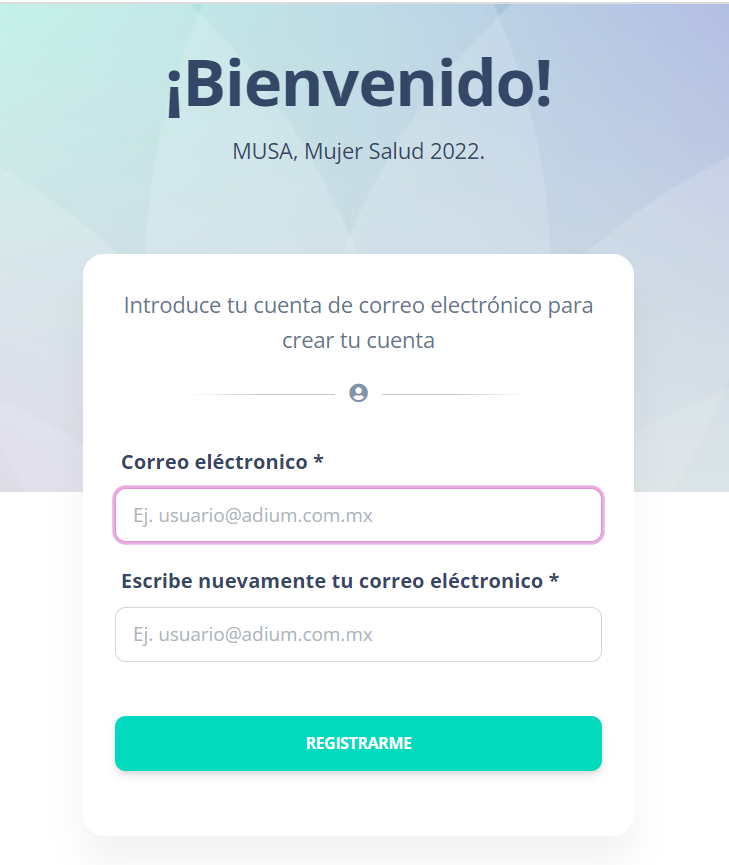 ¡Bienvenido!
MUSA, Mujer Salud 2022.
Introduce tu cuenta de correo electrónico para
crear tu cuenta
Correo eléctronico *
Ej. usuario@adium.com.mx
Escribe nuevamente tu correo eléctronico *
Ej. usuario@adium.com.mx
REGISTRARME